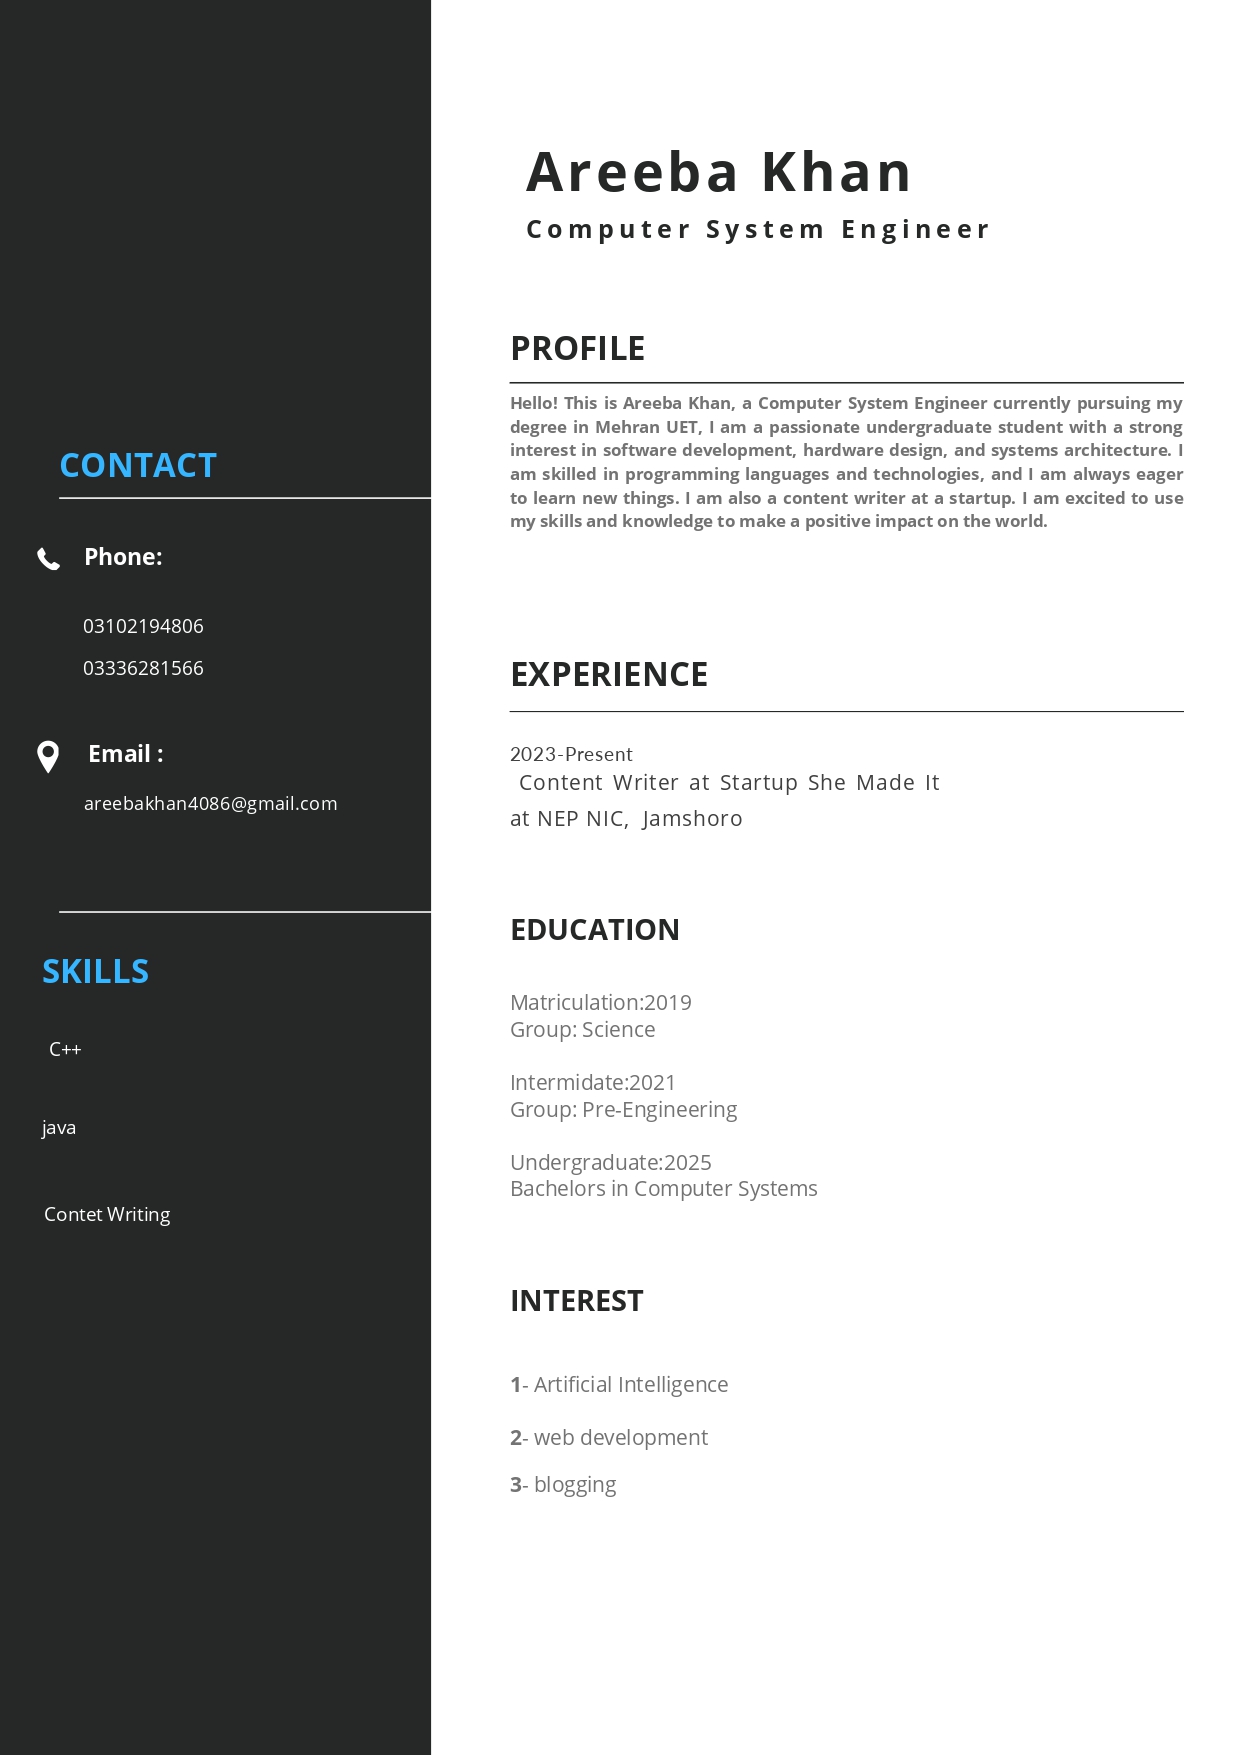 Areeba Khan
Computer System Engineer
CONTACT
Phone:
03102194806
03336281566
Email :
areebakhan4086@gmail.com
SKILLS
C++
java
Contet Writing
PROFILE
Hello! This is Areeba Khan, a Computer System Engineer currently pursuing my
degree in Mehran UET, I am a passionate undergraduate student with a strong
interest in software development, hardware design, and systems architecture. I
am skilled in programming languages and technologies, and I am always eager
to learn new things. I am also a content writer at a startup. I am excited to use
my skills and knowledge to make a positive impact on the world.
EXPERIENCE
2023-Present
Content Writer at Startup She Made It
at NEP NIC, Jamshoro
EDUCATION
Matriculation:2019
Group: Science
Intermidate:2021
Group: Pre-Engineering
Undergraduate:2025
Bachelors in Computer Systems
INTEREST
1- Artificial Intelligence
2- web development
3- blogging